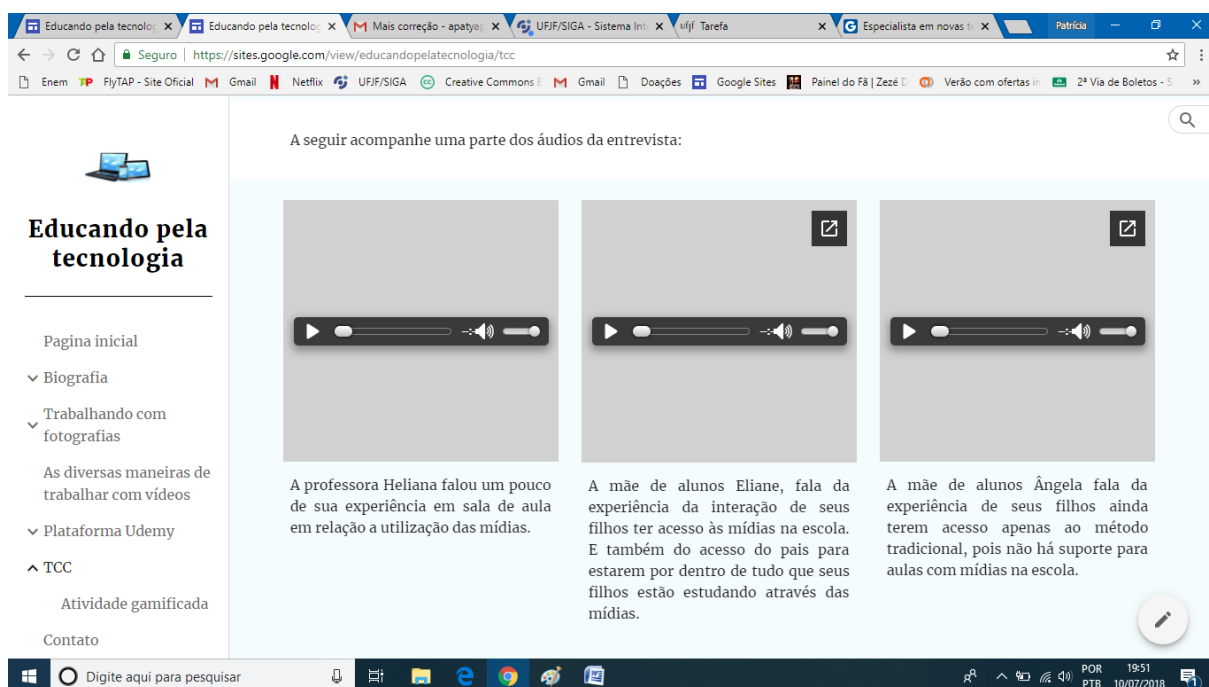 Educando pela tecnolog
Educando pela tecnolog
Mais correção - apatyap
UFJF/SIGA - Sistema Int
ufjf Tarefa
Especialista em novas t
Patrícia
Seguro | https://sites.google.com/view/educandopelatecnologia/tcc
Enem FlyTAP - Site Oficial Gmail Netflix UFJF/SIGA Creative Commons Gmail Doações Google Sites Painel do Fã | Zezé D Verão com ofertas in 2ª Via de Boletos - S
Educando pela
tecnologia
Pagina inicial
Biografia
Trabalhando com
fotografias
As diversas maneiras de
trabalhar com vídeos
Plataforma Udemy
TCC
Atividade gamificada
Contato
A seguir acompanhe uma parte dos áudios da entrevista:
A professora Heliana falou um pouco
de sua experiência em sala de aula
em relação a utilização das mídias.
A mãe de alunos Eliane, fala da
experiência da interação de seus
filhos ter acesso às mídias na escola.
E também do acesso do pais para
estarem por dentro de tudo que seus
filhos estão estudando através das
mídias.
A mãe de alunos Ângela fala da
experiência de seus filhos ainda
terem acesso apenas ao método
tradicional, pois não há suporte para
aulas com mídias na escola.
Digite aqui para pesquisar
POR
PTB
19:51
10/07/2018